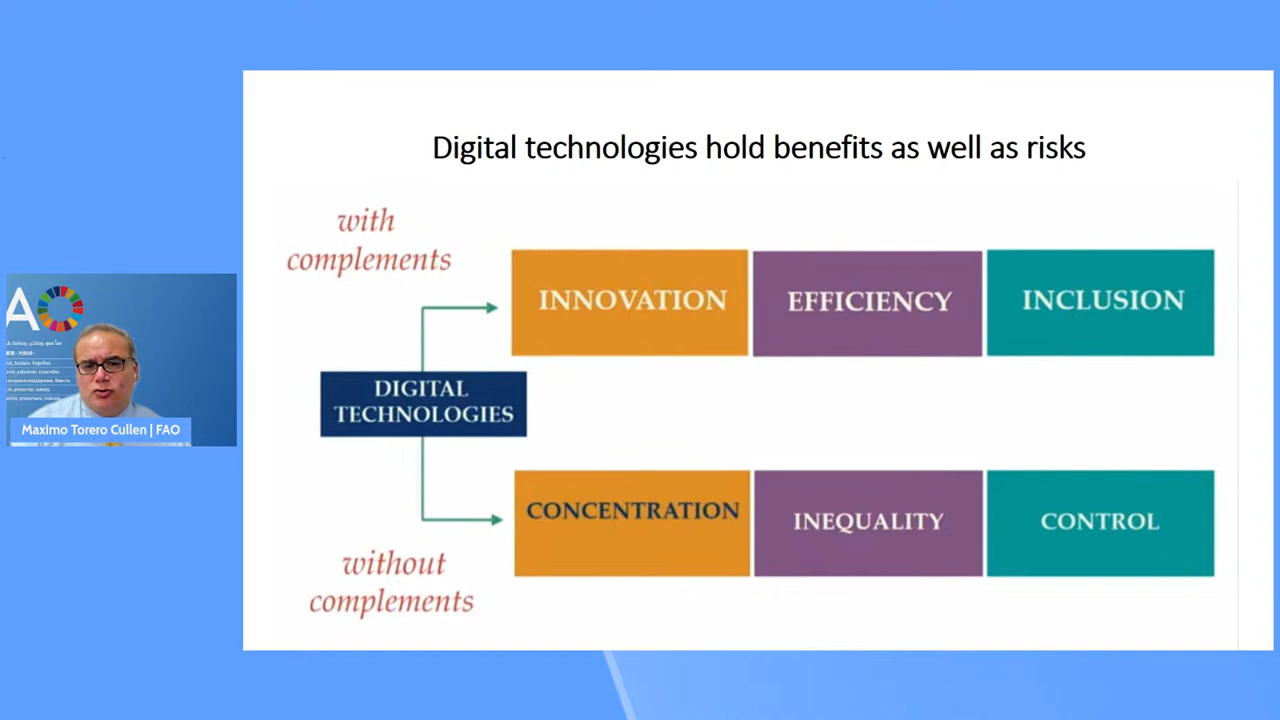 Digital technologies hold benefits as well as risks
with
complements
INNOVATION
EFFICIENCY
INCLUSION
DIGITAL
TECHNOLOGIES
CONCENTRATION
INEQUALITY
CONTROL
without
complements
Maximo Torero Cullen | FAO